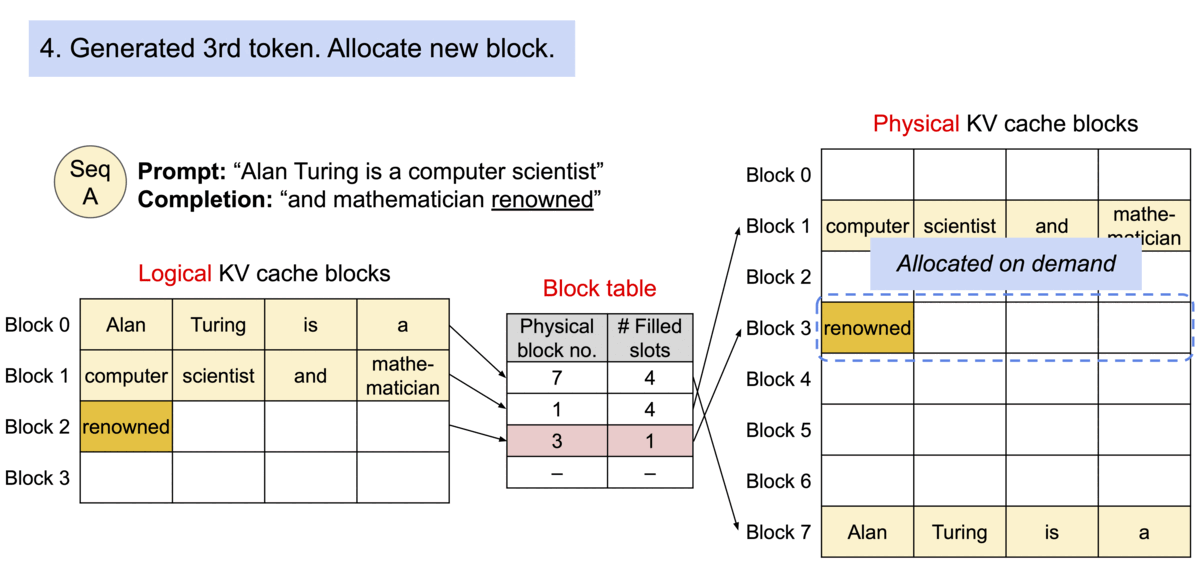 4. Generated 3rd token. Allocate new block.
Seq
A
Prompt: “Alan Turing is a computer scientist”
Completion: “and mathematician renowned”
Logical KV cache blocks
Block 0 Alan Turing is a
Block 1 computer scientist and mathe-
matician
Block 2 renowned
Block 3
Block table
Physical # Filled
block no. slots
7 4
1 4
3 1
– –
Physical KV cache blocks
Block 0
Block 1 computer scientist and mathe-
matician
Block 2
Allocated on demand
Block 3 renowned
Block 4
Block 5
Block 6
Block 7 Alan Turing is a